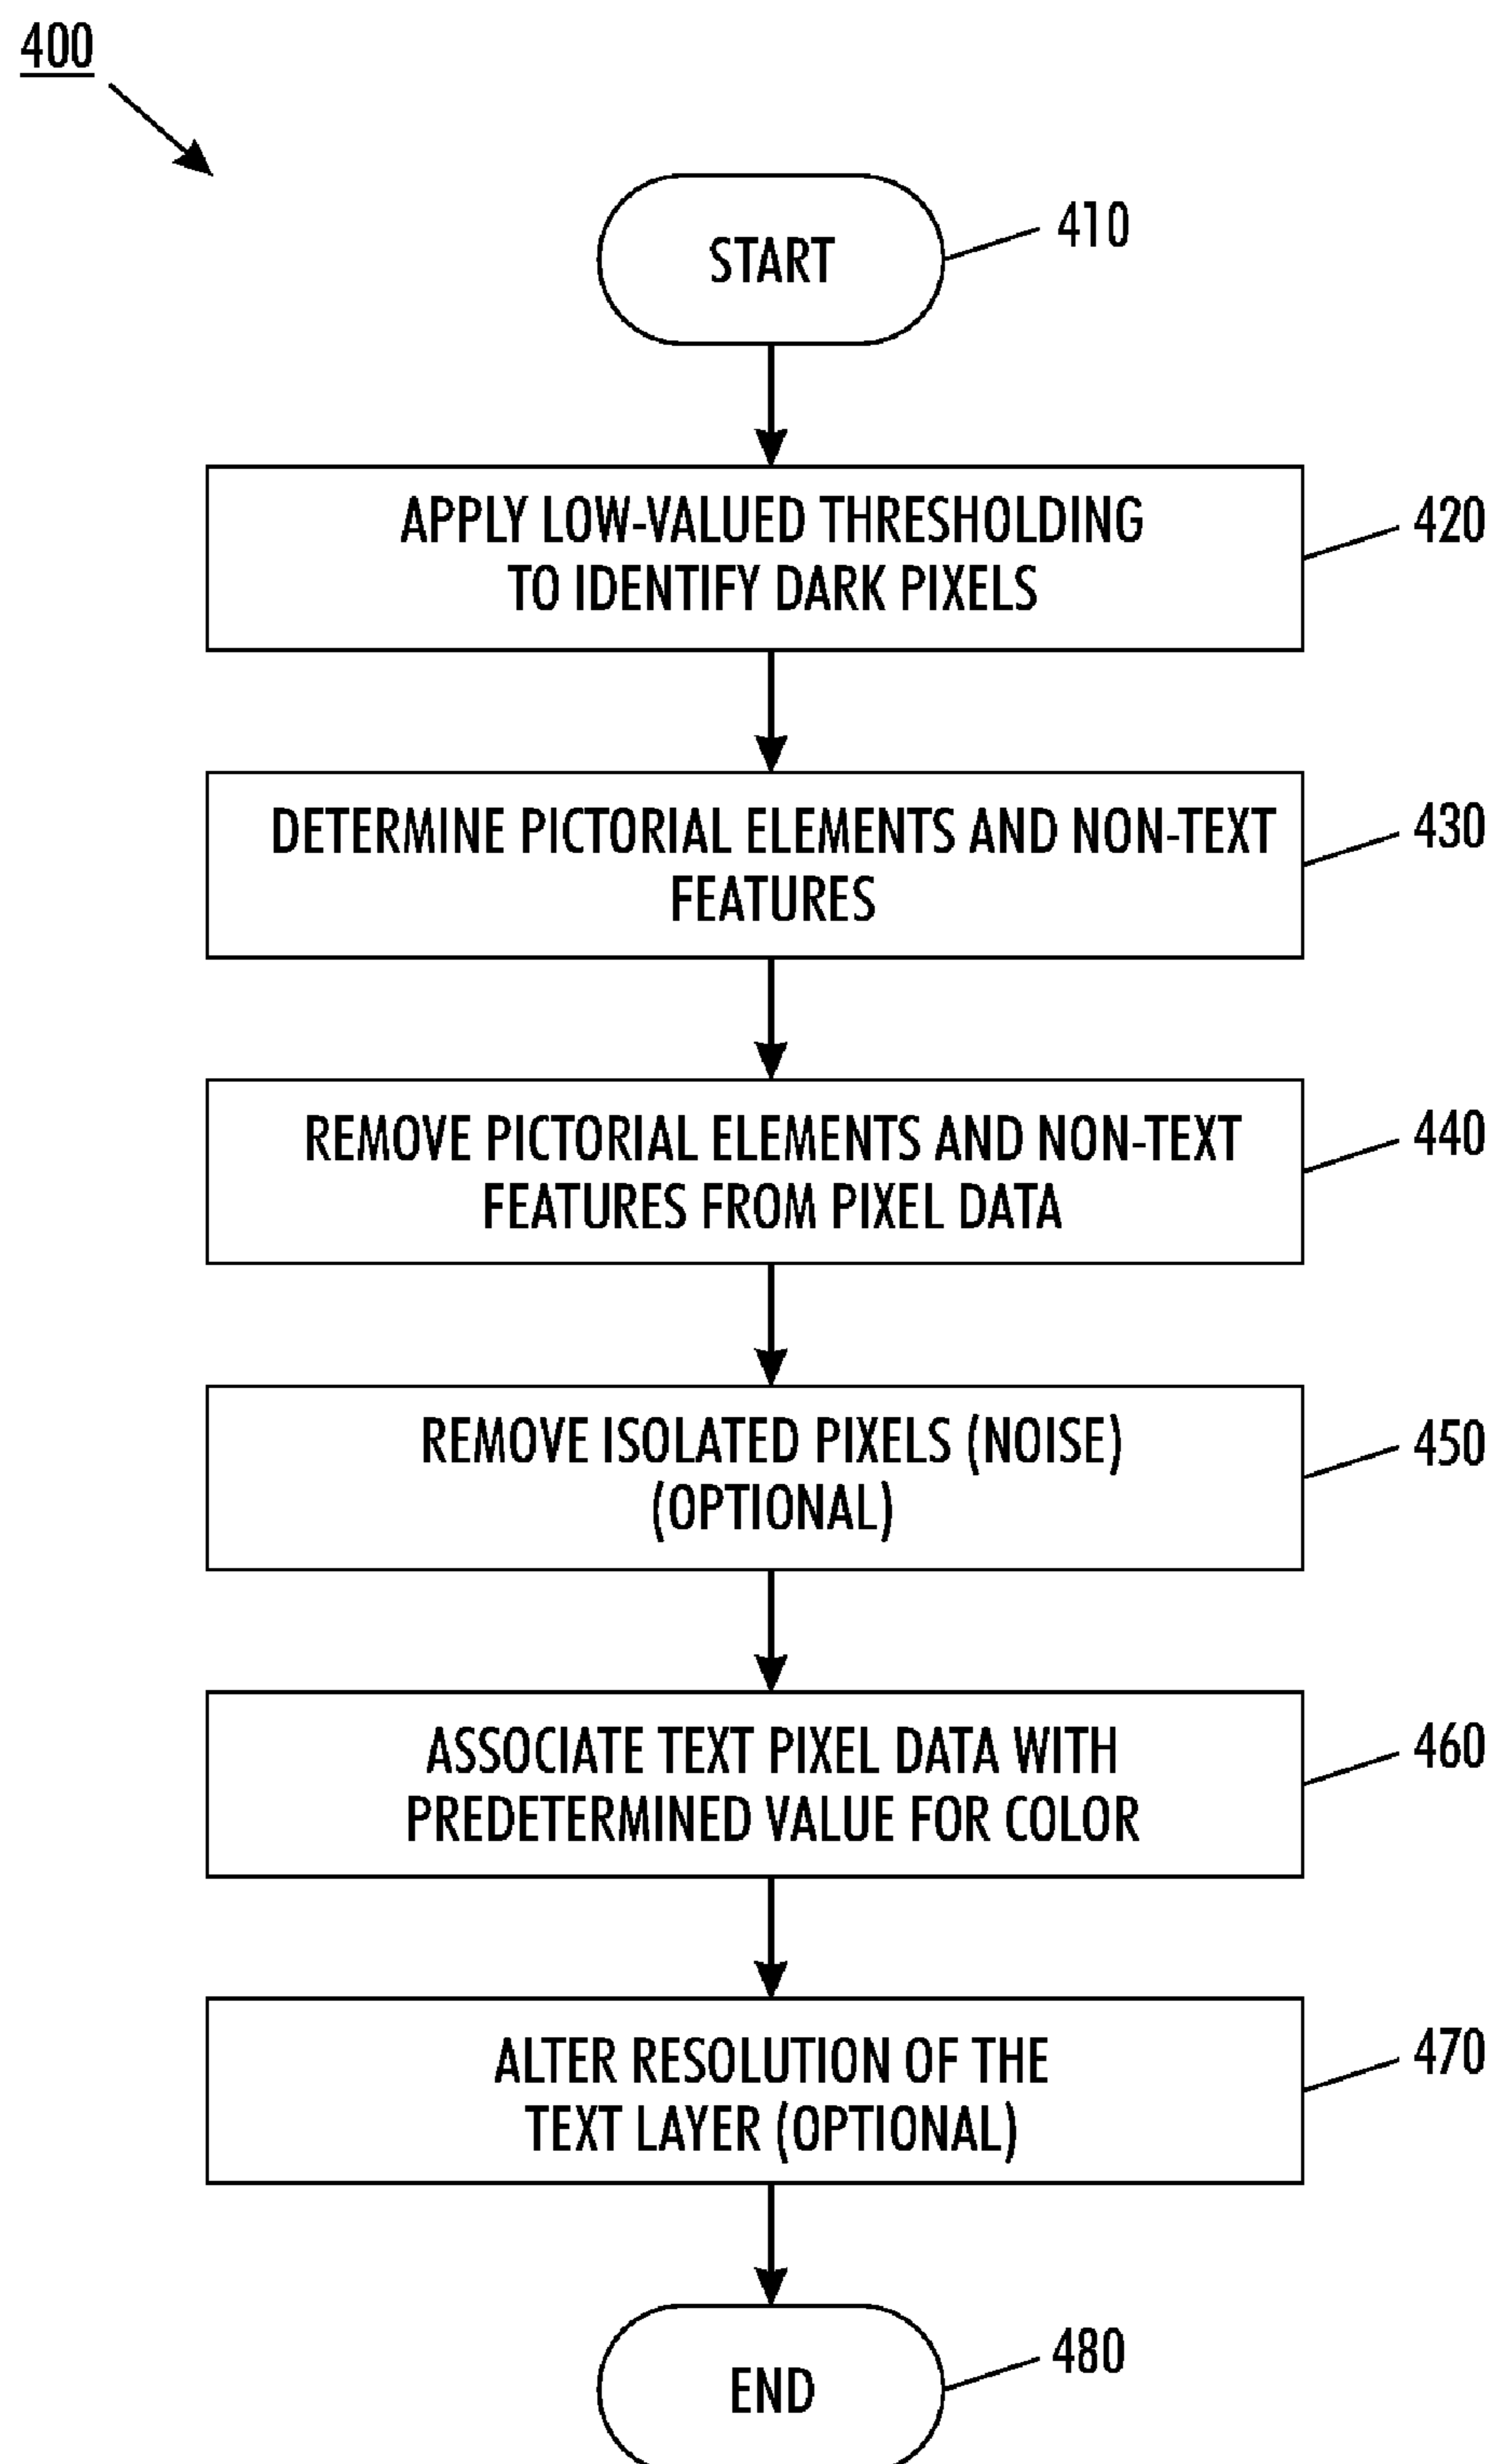 400
START
410
APPLY LOW-VALUED THRESHOLDING
TO IDENTIFY DARK PIXELS
420
DETERMINE PICTORIAL ELEMENTS AND NON-TEXT
FEATURES
430
REMOVE PICTORIAL ELEMENTS AND NON-TEXT
FEATURES FROM PIXEL DATA
440
REMOVE ISOLATED PIXELS (NOISE)
(OPTIONAL)
450
ASSOCIATE TEXT PIXEL DATA WITH
PREDETERMINED VALUE FOR COLOR
460
ALTER RESOLUTION OF THE
TEXT LAYER (OPTIONAL)
470
END
480